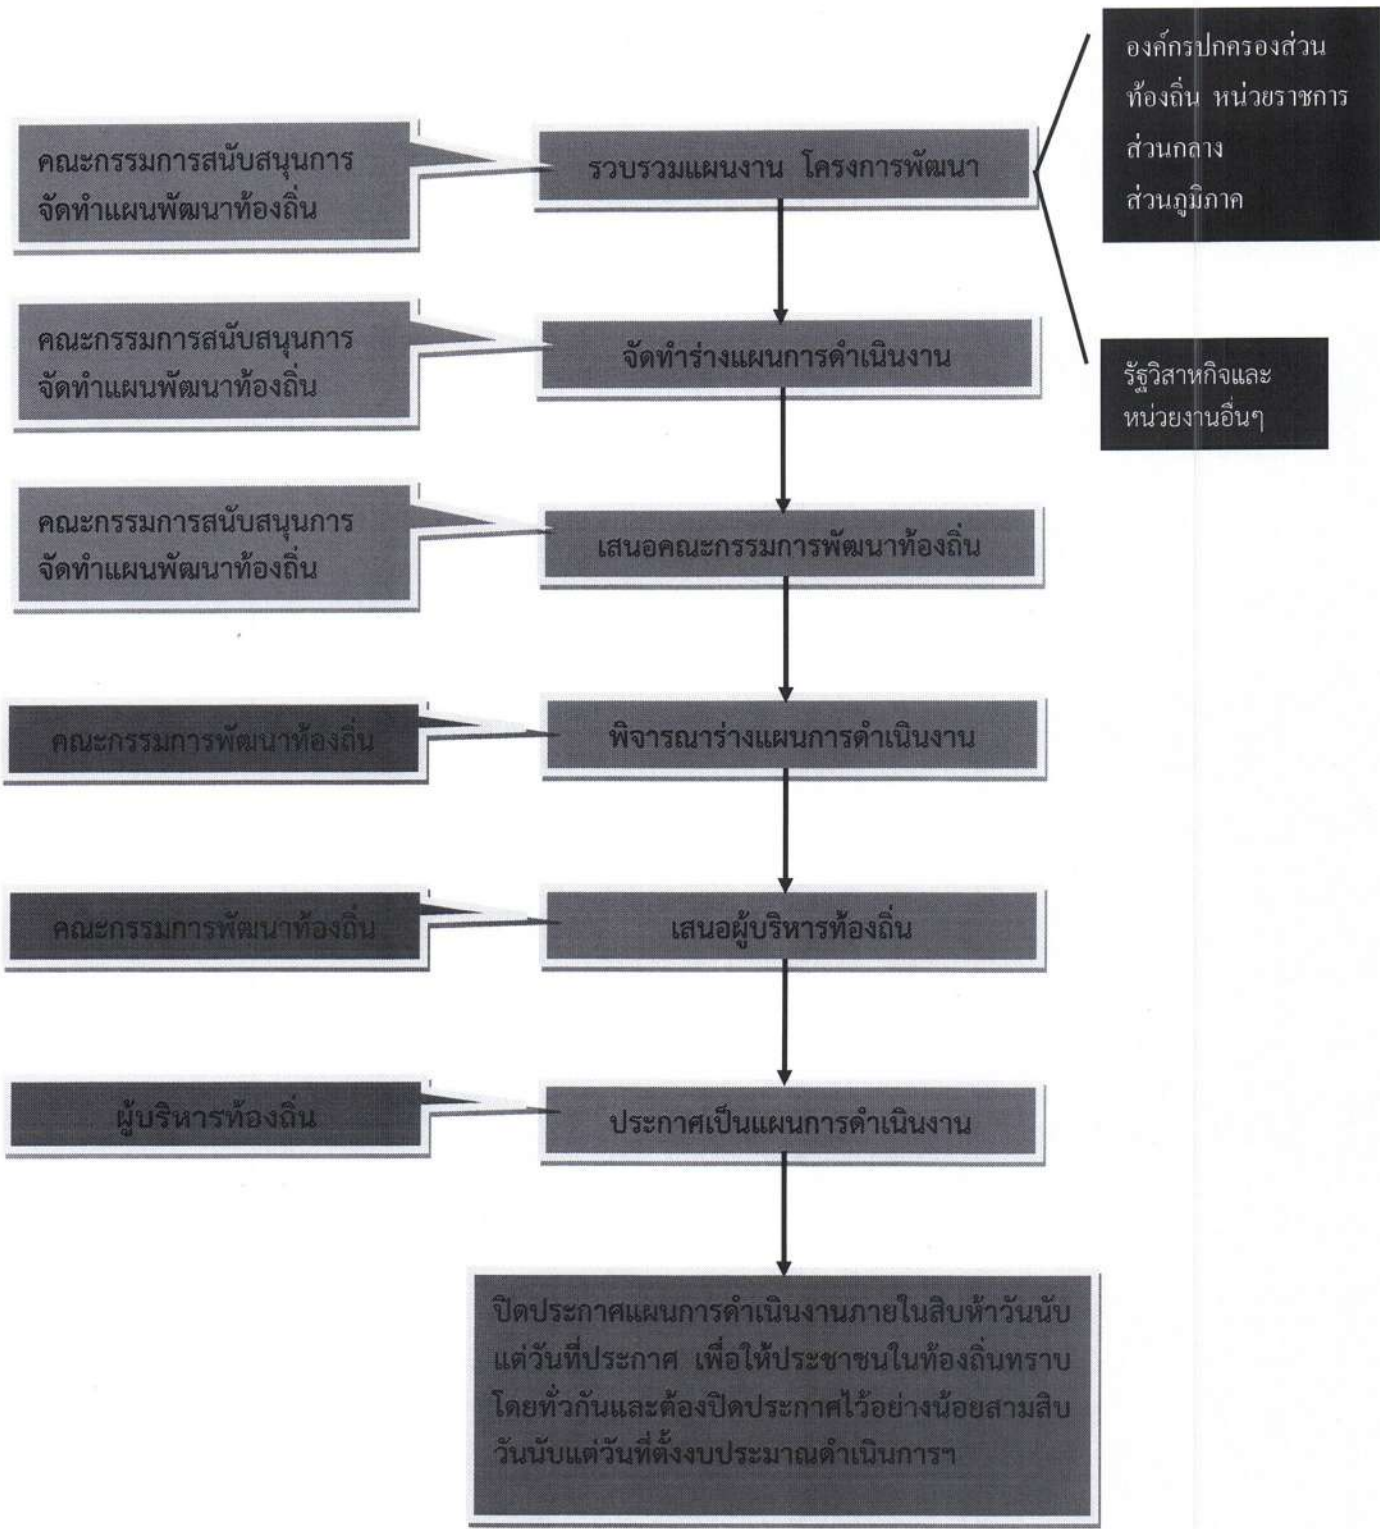 องค์กรปกครองส่วน
ท้องถิ่น หน่วยราชการ
ส่วนกลาง
ส่วนภูมิภาค
คณะกรรมการสนับสนุนการ
จัดทำแผนพัฒนาท้องถิ่น
รวบรวมแผนงาน โครงการพัฒนา
คณะกรรมการสนับสนุนการ
จัดทำแผนพัฒนาท้องถิ่น
จัดทำร่างแผนการดำเนินงาน
รัฐวิสาหกิจและ
หน่วยงานอื่นๆ
คณะกรรมการสนับสนุนการ
จัดทำแผนพัฒนาท้องถิ่น
เสนอคณะกรรมการพัฒนาท้องถิ่น
คณะกรรมการพัฒนาท้องถิ่น
พิจารณาร่างแผนการดำเนินงาน
คณะกรรมการพัฒนาท้องถิ่น
เสนอผู้บริหารท้องถิ่น
ผู้บริหารท้องถิ่น
ประกาศเป็นแผนการดำเนินงาน
ปิดประกาศแผนการดำเนินงานภายในสิบห้าวันนับ
แต่วันที่ประกาศ เพื่อให้ประชาชนในท้องถิ่นทราบ
โดยทั่วกันและต้องปิดประกาศไว้อย่างน้อยสามสิบ
วันนับแต่วันที่ตั้งงบประมาณดำเนินการฯ